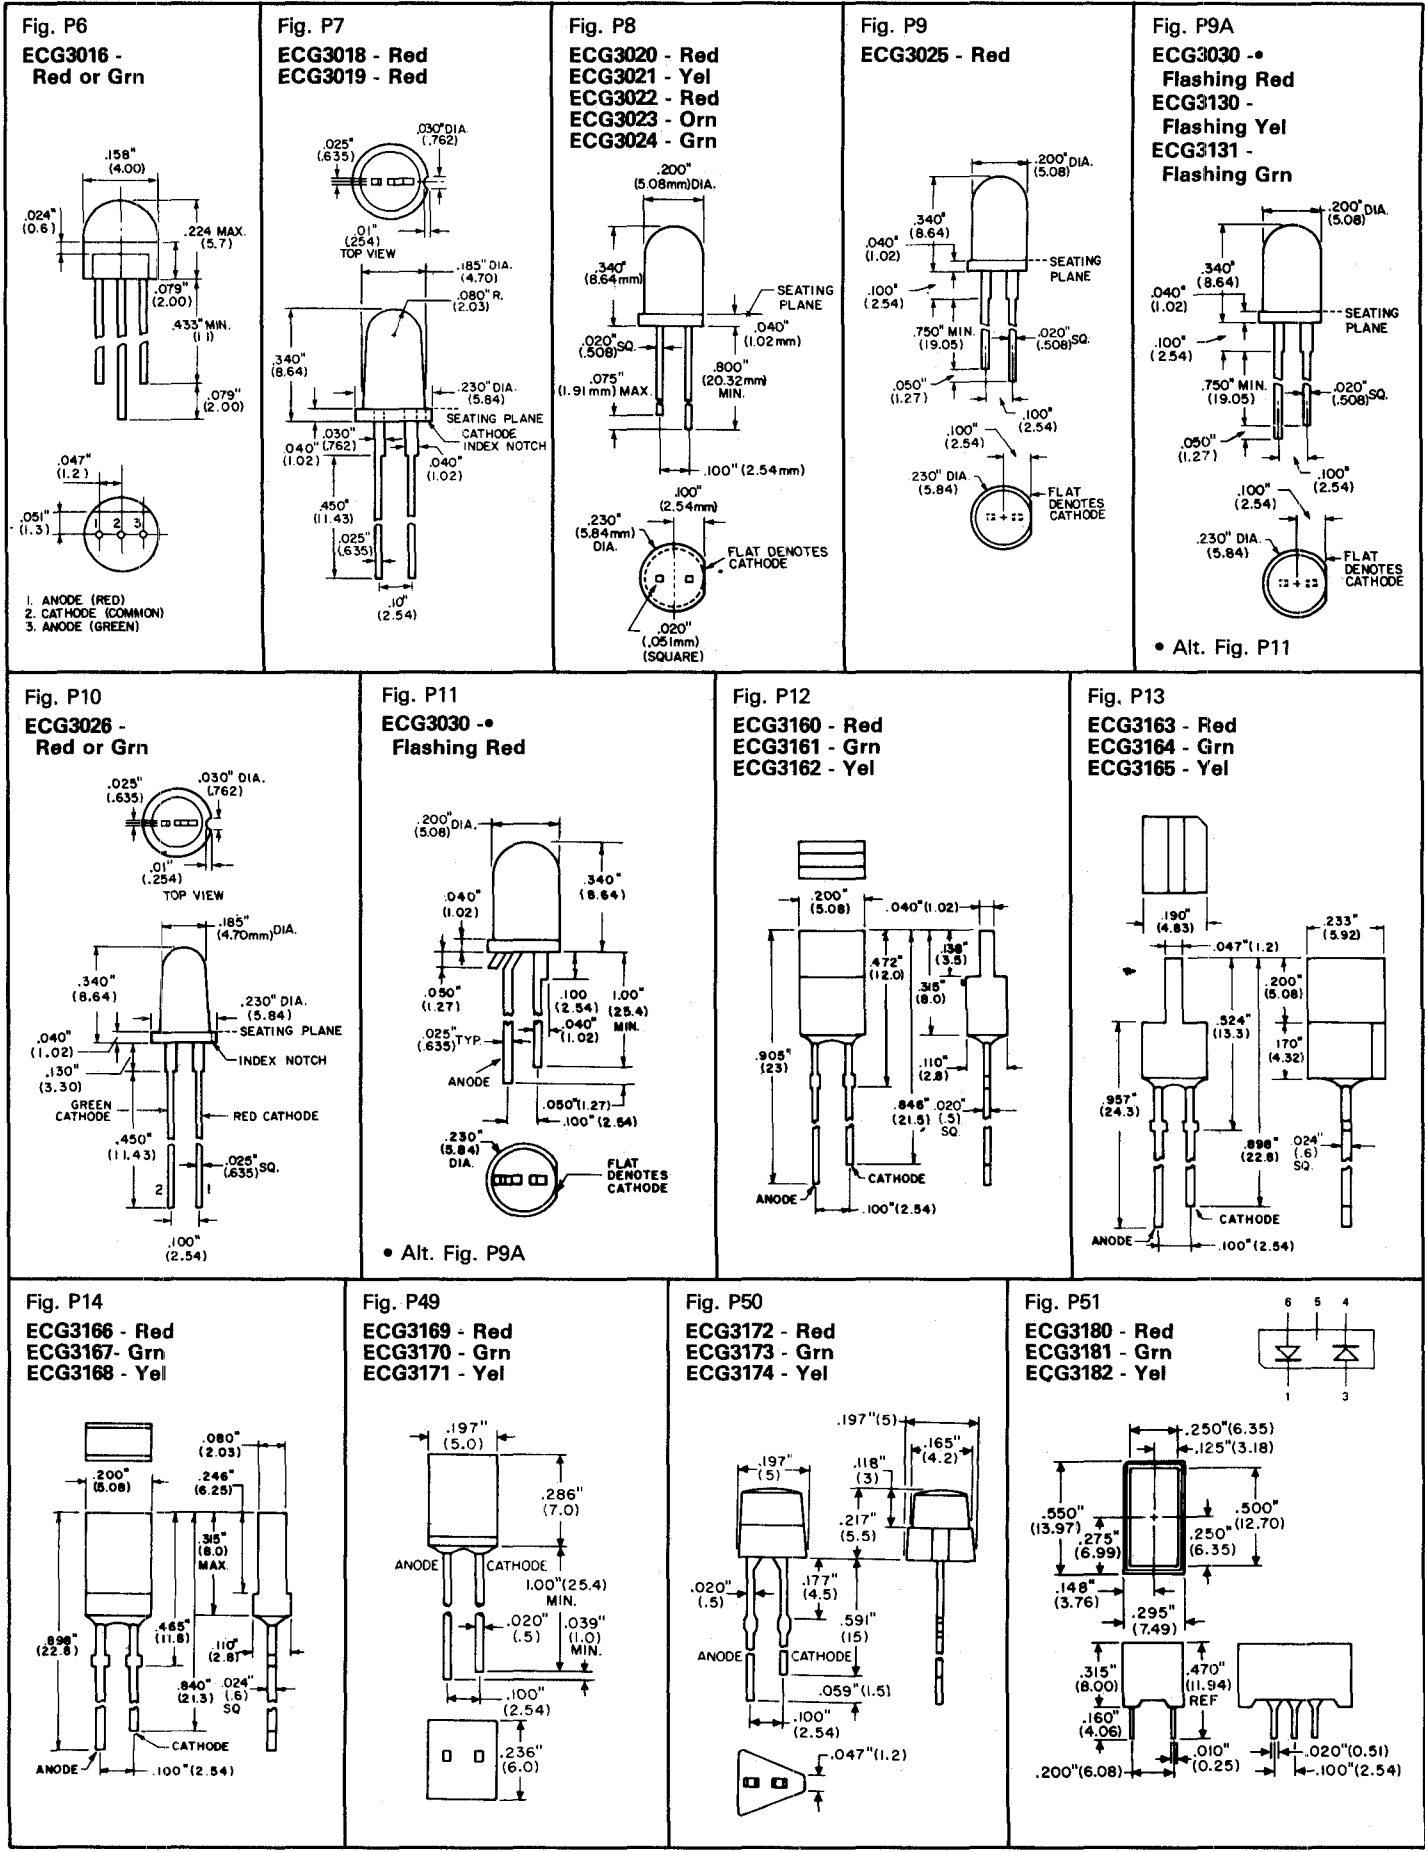 Fig. P6
ECG3016 -
Red or Grn
.158"
(4.00)
.024"
(0.6)
.224 MAX.
(5.7)
.079"
(2.00)
.433" MIN.
(11)
.079"
(2.00)
.047"
(1.2)
.051"
(1.3)
1 2 3
1. ANODE (RED)
2. CATHODE (COMMON)
3. ANODE (GREEN)
Fig. P7
ECG3018 - Red
ECG3019 - Red
.025"
(.635)
.030" DIA.
(.762)
.01"
(.254)
TOP VIEW
.185" DIA.
(4.70)
.080" R.
(2.03)
.340"
(8.64)
.230" DIA.
(5.84)
SEATING PLANE
CATHODE
INDEX NOTCH
.030"
(.762)
.040"
(1.02)
.040"
(1.02)
.450"
(11.43)
.025"
(.635)
.10"
(2.54)
Fig. P8
ECG3020 - Red
ECG3021 - Yel
ECG3022 - Red
ECG3023 - Orn
ECG3024 - Grn
.200"
(5.08mm)DIA.
.340"
(8.64mm)
SEATING
PLANE
.020"
(.508)SQ.
.040"
(1.02mm)
.075"
(1.91mm) MAX.
.800"
(20.32mm)
MIN.
.100" (2.54mm)
.100"
(2.54mm)
.230"
(5.84mm)
DIA.
FLAT DENOTES
CATHODE
.020"
(.051mm)
(SQUARE)
Fig. P9
ECG3025 - Red
.200" DIA.
(5.08)
.340"
(8.64)
.040"
(1.02)
SEATING
PLANE
.100"
(2.54)
.750" MIN.
(19.05)
.020"
(.508)SQ.
.050"
(1.27)
.100"
(2.54)
.100"
(2.54)
.230" DIA.
(5.84)
FLAT
DENOTES
CATHODE
Fig. P9A
ECG3030 -•
Flashing Red
ECG3130 -
Flashing Yel
ECG3131 -
Flashing Grn
.200" DIA.
(5.08)
.340"
(8.64)
.040"
(1.02)
SEATING
PLANE
.100"
(2.54)
.750" MIN.
(19.05)
.020"
(.508)SQ.
.050"
(1.27)
.100"
(2.54)
.100"
(2.54)
.230" DIA.
(5.84)
FLAT
DENOTES
CATHODE
• Alt. Fig. P11
Fig. P10
ECG3026 -
Red or Grn
.025"
(.635)
.030" DIA.
(.762)
.01"
(.254)
TOP VIEW
.185"
(4.70mm)DIA.
.340"
(8.64)
.230" DIA.
(5.84)
SEATING PLANE
.040"
(1.02)
INDEX NOTCH
.130"
(3.30)
GREEN
CATHODE
RED CATHODE
.450"
(11.43)
.025" SQ.
(.635)
2 1
.100"
(2.54)
Fig. P11
ECG3030 -•
Flashing Red
.200" DIA.
(5.08)
.340"
(8.64)
.040"
(1.02)
.050"
(1.27)
.100
(2.54)
1.00"
(25.4)
MIN.
.025"
(.635)TYP.
.040"
(1.02)
ANODE
.050"(1.27)
.100" (2.54)
.230"
(5.84)
DIA.
FLAT
DENOTES
CATHODE
• Alt. Fig. P9A
Fig. P12
ECG3160 - Red
ECG3161 - Grn
ECG3162 - Yel
.200"
(5.08)
.040"(1.02)
.138"
(3.5)
.472"
(12.0)
.315"
(8.0)
.905"
(23)
.110"
(2.8)
.846"
(21.5)
.020"
(.5)
SQ.
CATHODE
ANODE
.100"(2.54)
Fig. P13
ECG3163 - Red
ECG3164 - Grn
ECG3165 - Yel
.190"
(4.83)
.233"
(5.92)
.047"(1.2)
.200"
(5.08)
.524"
(13.3)
.170"
(4.32)
.957"
(24.3)
.898"
(22.8)
.024"
(.6)
SQ.
CATHODE
ANODE
.100"(2.54)
Fig. P14
ECG3166 - Red
ECG3167- Grn
ECG3168 - Yel
.080"
(2.03)
.200"
(5.08)
.246"
(6.25)
.315"
(8.0)
MAX.
.465"
(11.8)
.898"
(22.8)
.110"
(2.8)
.840"
(21.3)
.024"
(.6)
SQ
CATHODE
ANODE
.100"(2.54)
Fig. P49
ECG3169 - Red
ECG3170 - Grn
ECG3171 - Yel
.197"
(5.0)
.286"
(7.0)
ANODE CATHODE
1.00"(25.4)
MIN.
.020"
(.5)
.039"
(1.0)
MIN.
.100"
(2.54)
.236"
(6.0)
Fig. P50
ECG3172 - Red
ECG3173 - Grn
ECG3174 - Yel
.197"(5)
.165"
(4.2)
.197"
(5)
.118"
(3)
.217"
(5.5)
.020"
(.5)
.177"
(4.5)
.591"
(15)
ANODE CATHODE
.059"(1.5)
.100"
(2.54)
.047"(1.2)
Fig. P51
ECG3180 - Red
ECG3181 - Grn
ECG3182 - Yel
6 5 4
1 3
.250"(6.35)
.125"(3.18)
.550"
(13.97)
.500"
(12.70)
.275"
(6.99)
.250"
(6.35)
.148"
(3.76)
.295"
(7.49)
.315"
(8.00)
.470"
(11.94)
REF
.160"
(4.06)
.010"
(0.25)
.020"(0.51)
.200"(6.08)
.100"(2.54)